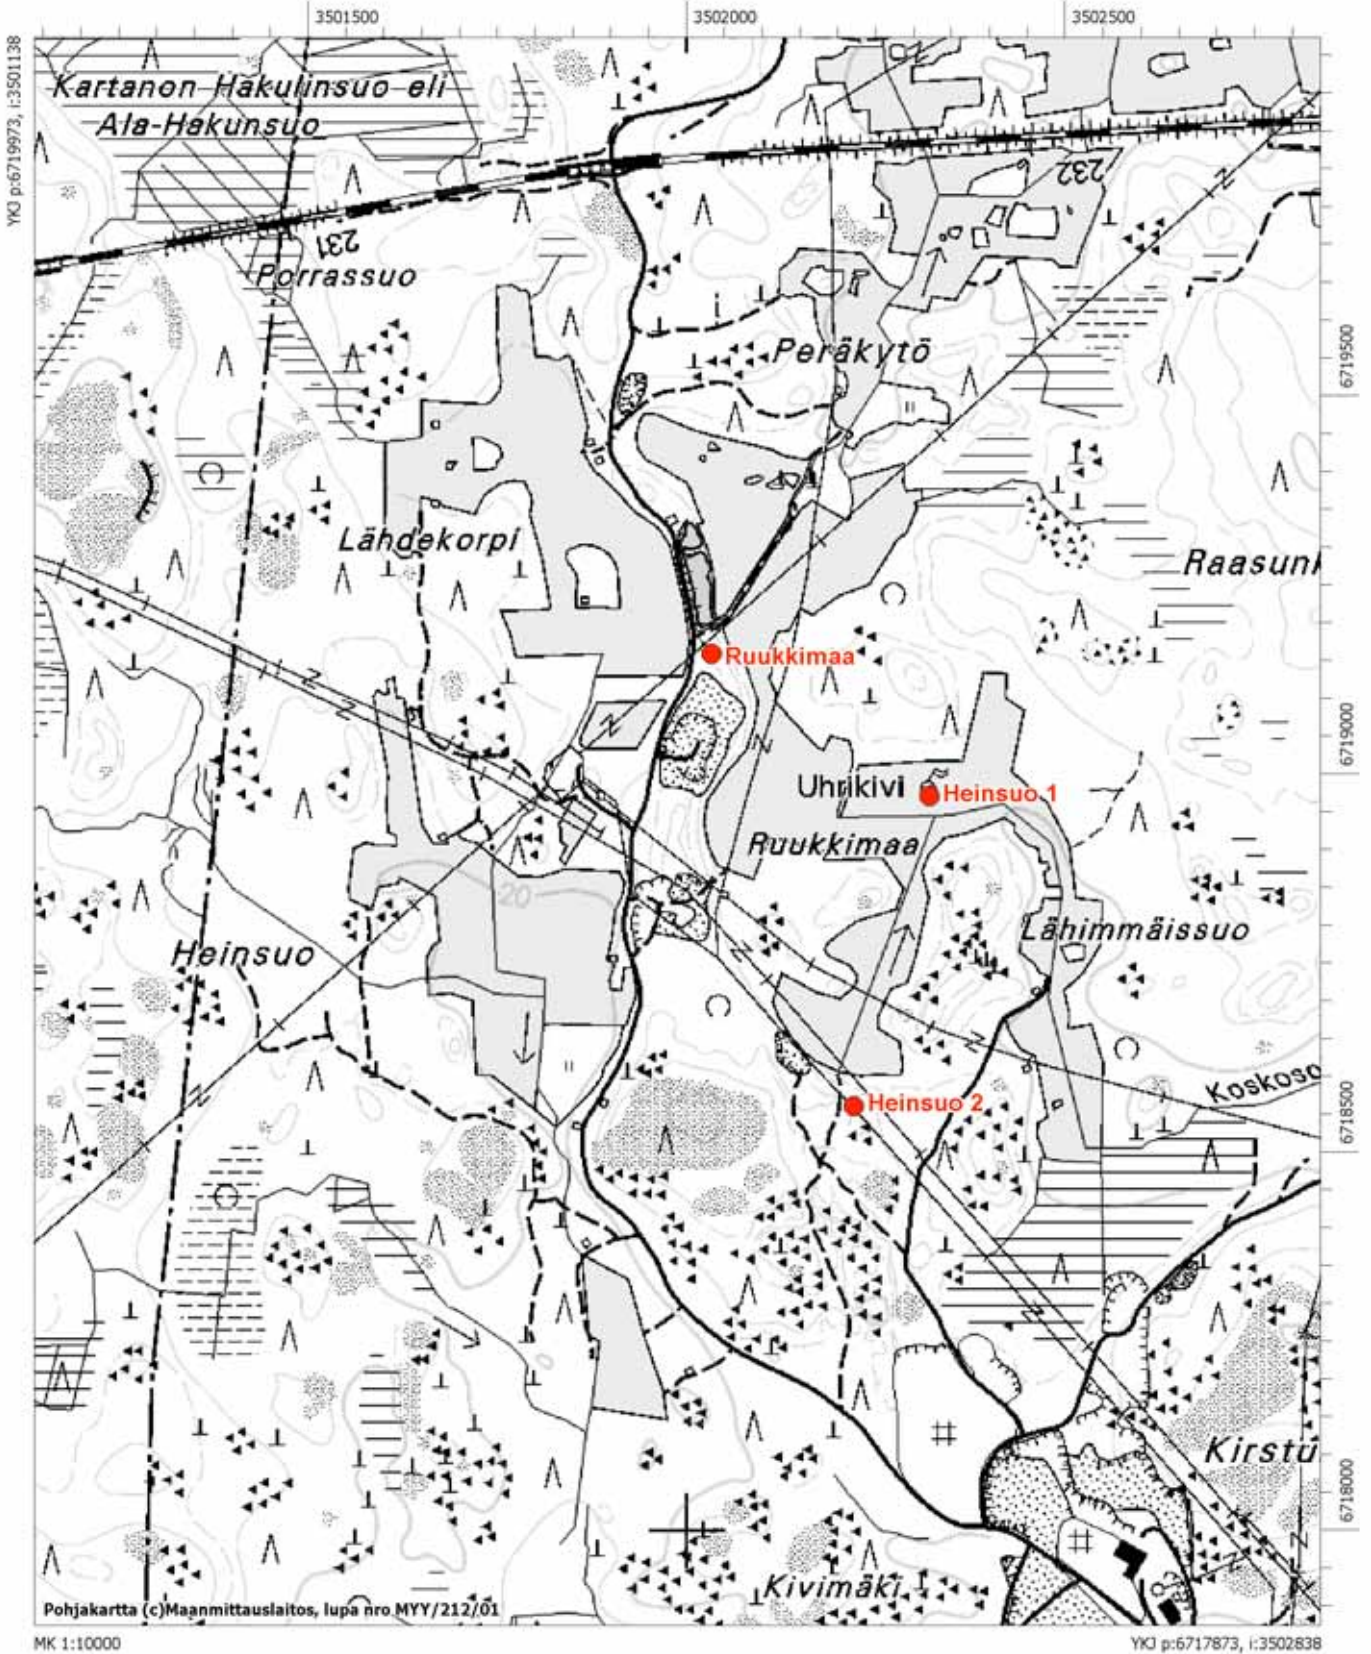 3501500
3502000
3502500
YKJ p:6719973, i:3501138
Kartanon Hakulinsuo eli
Ala-Hakunsuo
232
231
Porrassuo
i
Peräkytö
6719500
Lähdekorpi
Raasunk
Ruukkimaa
6719000
Uhrikivi
Heinsuo 1
Ruukkimaa
20
Lähimmäissuo
Heinsuo
Koskoso
Heinsuo 2
6718500
Kirstu
6718000
Kivimäki
Pohjakartta (c)Maanmittauslaitos, lupa nro MYY/212/01
MK 1:10000
YKJ p:6717873, i:3502838